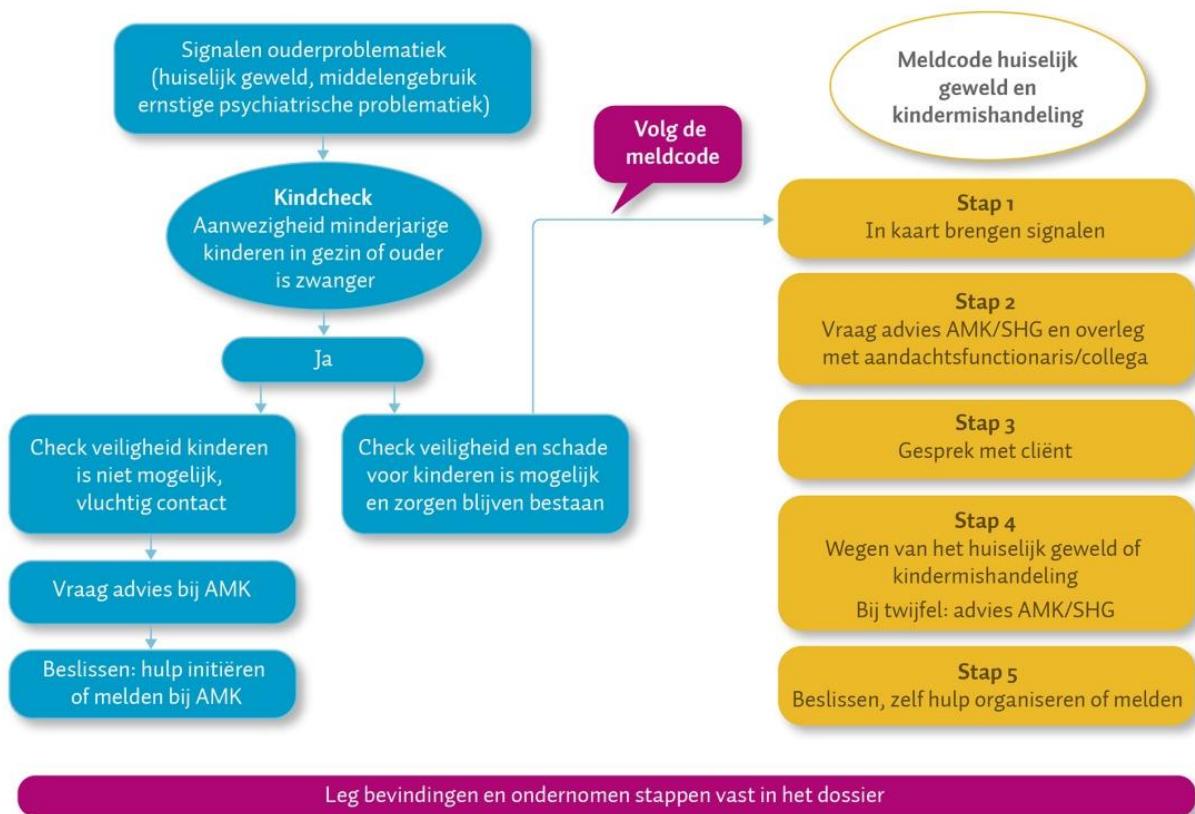 Signalen ouderproblematiek
(huiselijk geweld, middelengebruik
ernstige psychiatrische problematiek)
Kindcheck
Aanwezigheid minderjarige
kinderen in gezin of ouder
is zwanger
Ja
Check veiligheid kinderen
is niet mogelijk,
vluchtig contact
Vraag advies bij AMK
Beslissen: hulp initiëren
of melden bij AMK
Check veiligheid en schade
voor kinderen is mogelijk
en zorgen blijven bestaan
Volg de
meldcode
Meldcode huiselijk
geweld en
kindermishandeling
Stap 1
In kaart brengen signalen
Stap 2
Vraag advies AMK/SHG en overleg
met aandachtsfunctionaris/collega
Stap 3
Gesprek met cliënt
Stap 4
Wegen van het huiselijk geweld of
kindermishandeling
Bij twijfel: advies AMK/SHG
Stap 5
Beslissen, zelf hulp organiseren of melden
Leg bevindingen en ondernomen stappen vast in het dossier